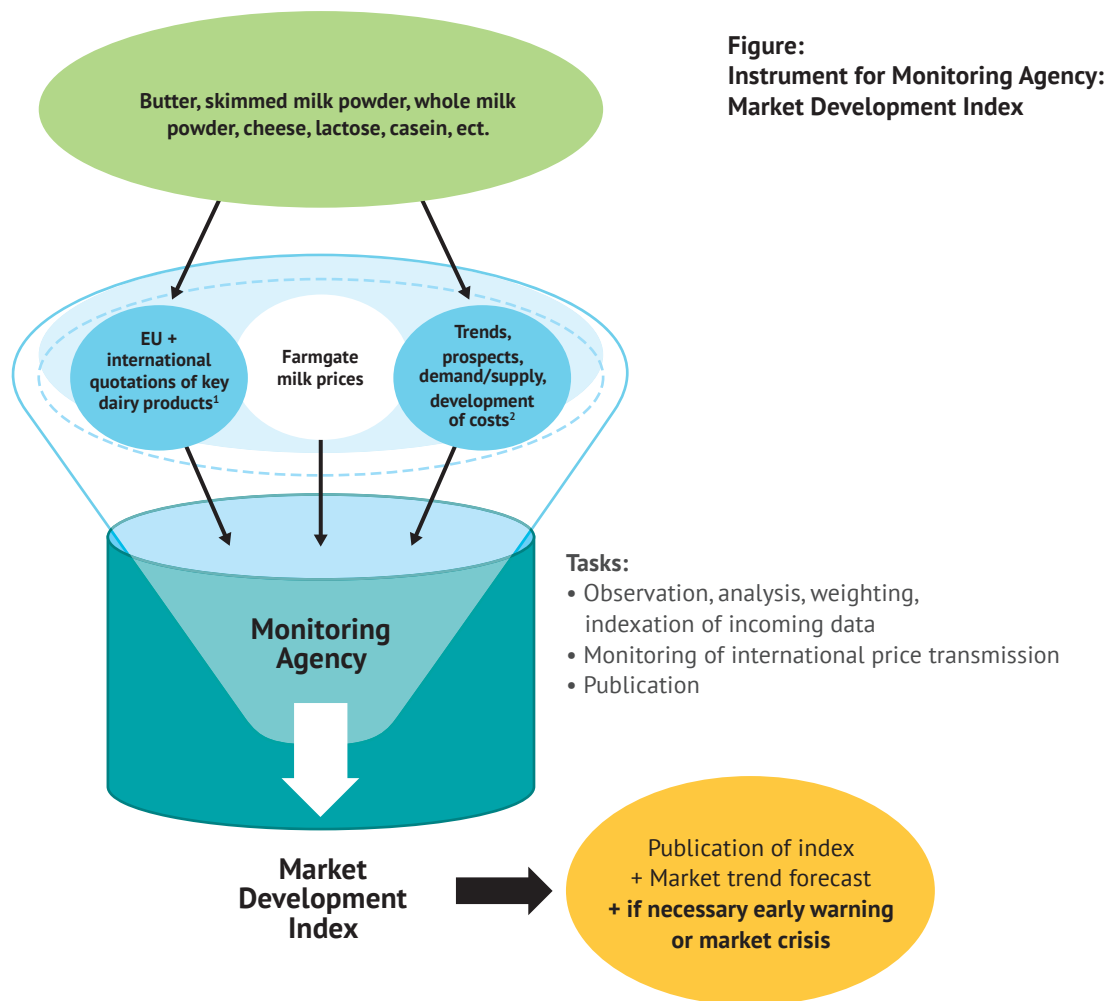 Figure:
Instrument for Monitoring Agency:
Market Development Index
Butter, skimmed milk powder, whole milk
powder, cheese, lactose, casein, ect.
EU +
international
quotations of key
dairy products¹
Farmgate
milk prices
Trends,
prospects,
demand/supply,
development
of costs²
Monitoring
Agency
Tasks:
• Observation, analysis, weighting,
indexation of incoming data
• Monitoring of international price transmission
• Publication
Market
Development
Index
Publication of index
+ Market trend forecast
+ if necessary early warning
or market crisis